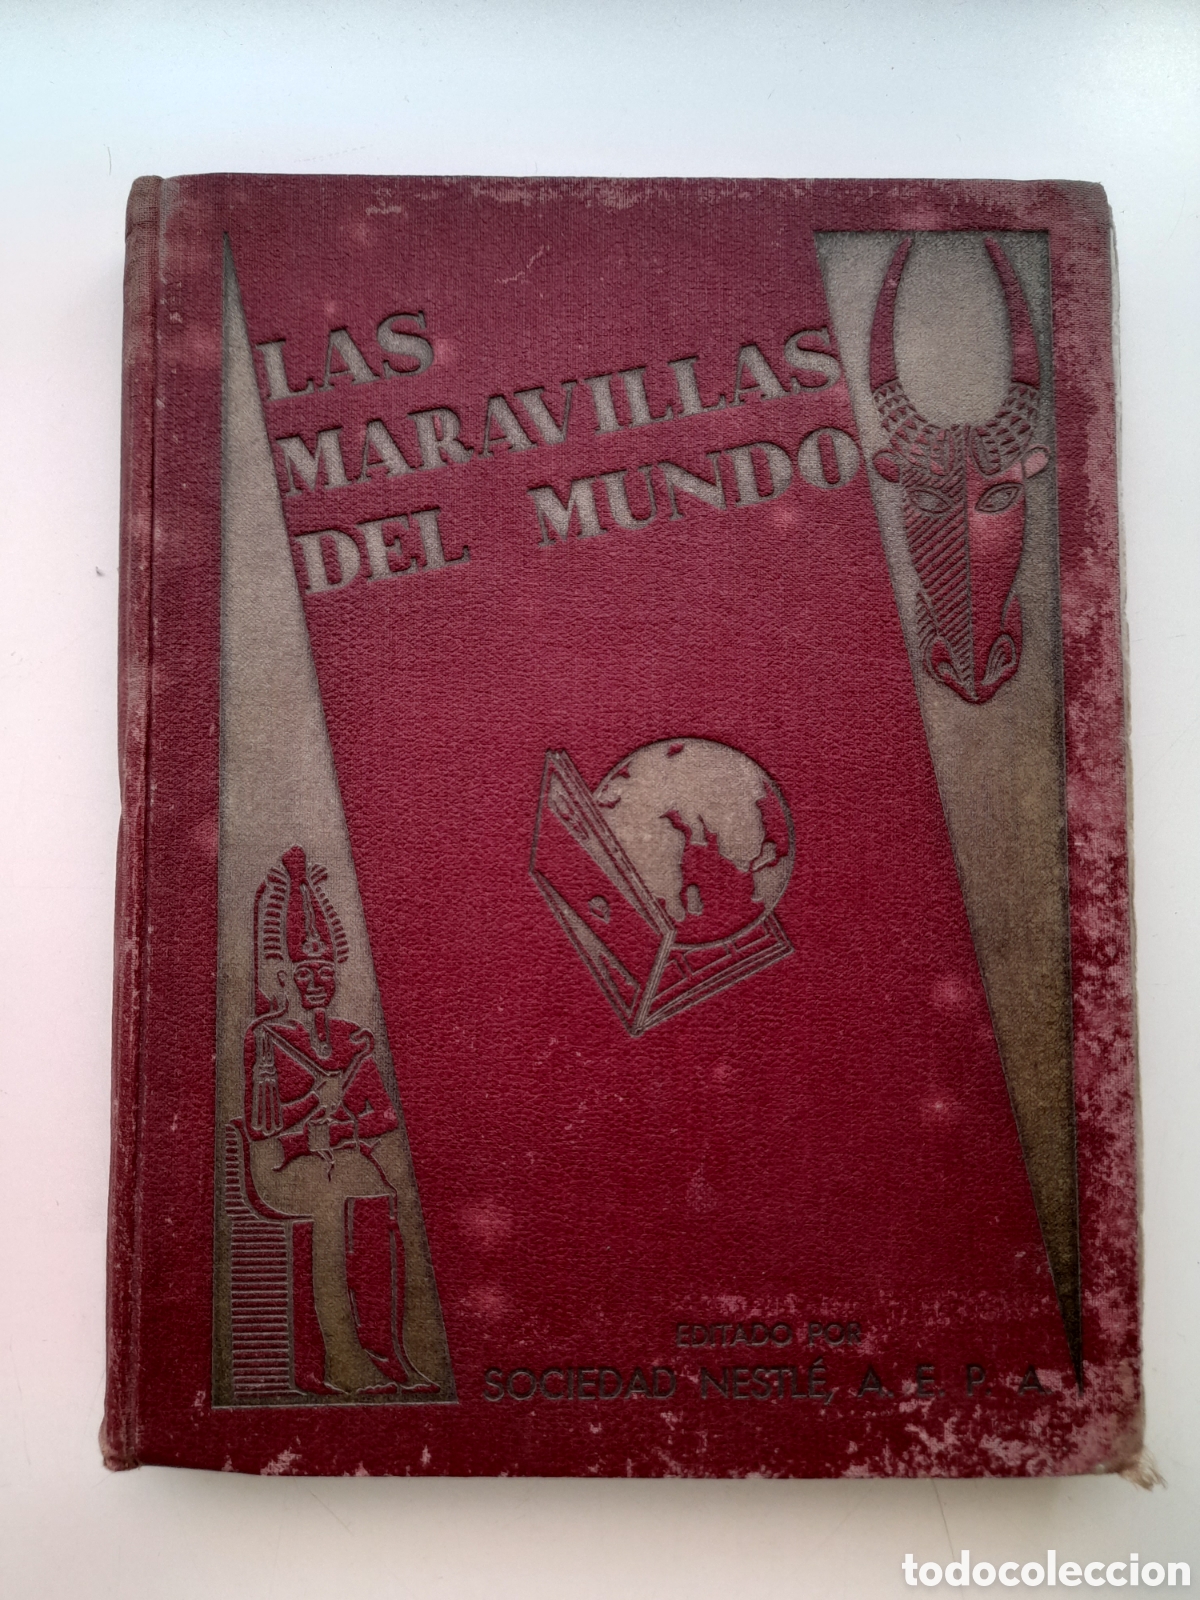 LAS
MARAVILLAS
DEL MUNDO
EDITADO POR
SOCIEDAD NESTLÉ, A. E. P. A.
todocoleccion